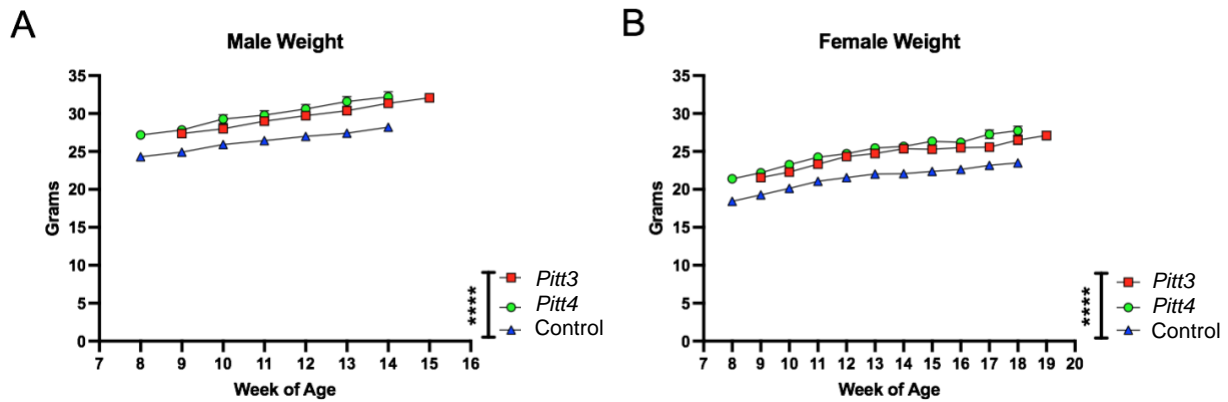 A
Male Weight
35
30
25
20
15
10
5
0
Grams
7 8 9 10 11 12 13 14 15 16
Week of Age
****
Pitt3
Pitt4
Control
B
Female Weight
35
30
25
20
15
10
5
0
Grams
7 8 9 10 11 12 13 14 15 16 17 18 19 20
Week of Age
****
Pitt3
Pitt4
Control